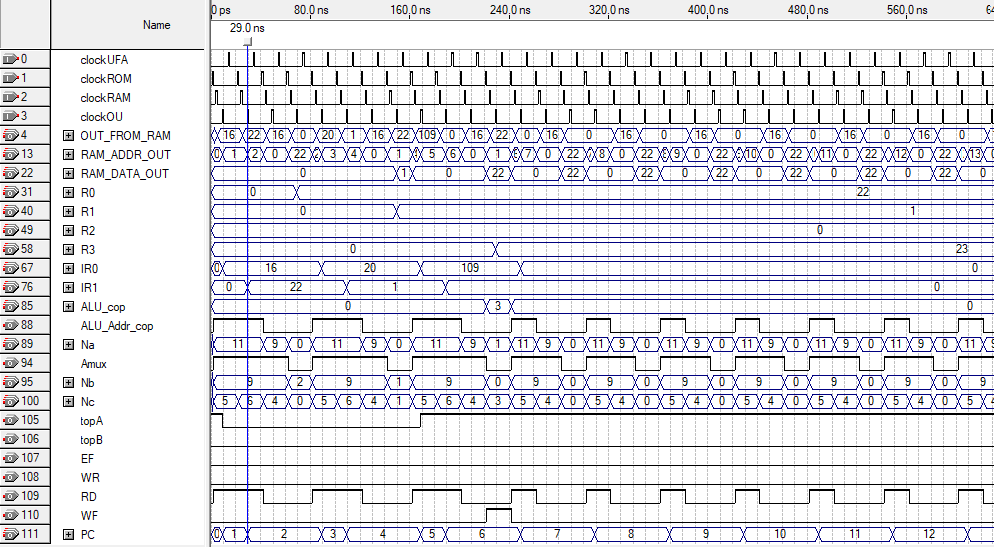 Name
0 ps 80.0 ns 160.0 ns 240.0 ns 320.0 ns 400.0 ns 480.0 ns 560.0 ns
29.0 ns
0 clockUFA
1 clockROM
2 clockRAM
3 clockOU
4 OUT_FROM_RAM 16 22 16 0 20 1 16 22 109 0 16 22 0 16 0 16 0 16 0 16 0 16 0 16 0
13 RAM_ADDR_OUT 0 1 2 0 22 3 4 0 1 5 6 0 1 7 0 22 8 0 22 9 0 22 10 0 22 11 0 22 12 0 22 13
22 RAM_DATA_OUT 0 1 0 22 0 22 0 22 0 22 0 22 0 22 0 22 0
31 R0 0 22
40 R1 0 1
49 R2 0
58 R3 0 23
67 IR0 0 16 20 109 0
76 IR1 0 22 1 0
85 ALU_cop 0 3 0
88 ALU_Addr_cop
89 Na 11 9 0 11 9 0 11 9 1 11 9 0 11 9 0 11 9 0 11 9 0 11 9 0 11 9 0 11
94 Amux
95 Nb 9 2 9 1 9 0 9 0 9 0 9 0 9 0 9 0 9 0 9
100 Nc 5 6 4 0 5 6 4 1 5 6 4 3 5 4 0 5 4 0 5 4 0 5 4 0 5 4 0 5 4 0 5
105 topA
106 topB
107 EF
108 WR
109 RD
110 WF
111 PC 0 1 2 3 4 5 6 7 8 9 10 11 12